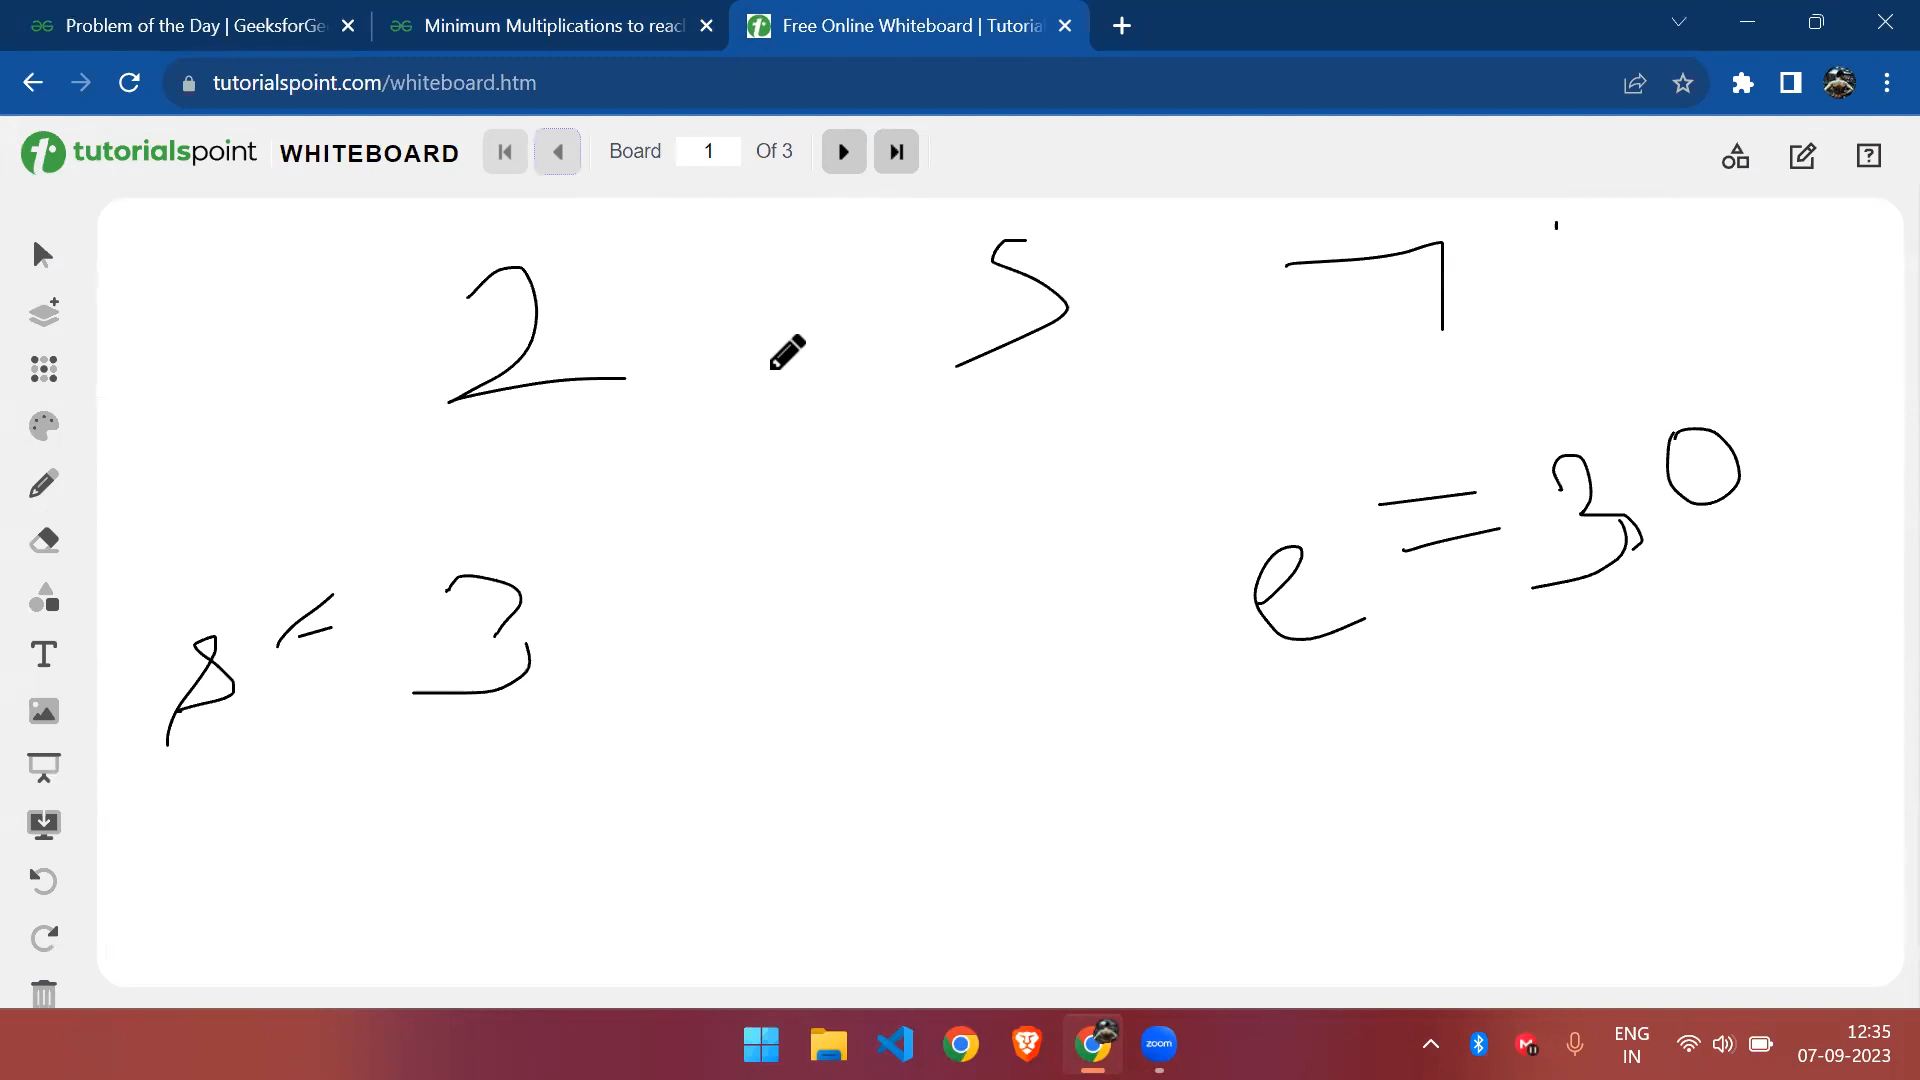 Problem of the Day | GeeksforGe
Minimum Multiplications to reac
Free Online Whiteboard | Tutoria
tutorialspoint.com/whiteboard.htm
tutorialspoint WHITEBOARD Board 1 Of 3
2 5 7
e = 30
s = 3
zoom
ENG
IN
12:35
07-09-2023